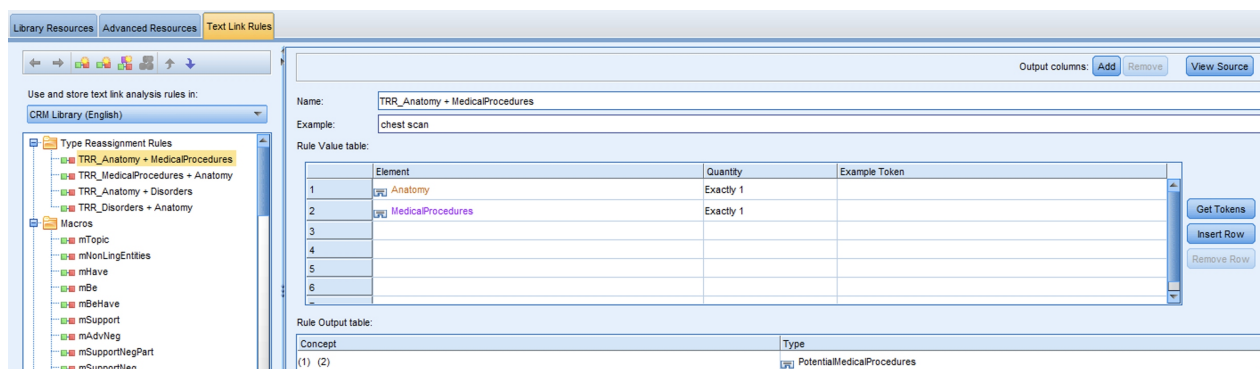 Library Resources Advanced Resources Text Link Rules
Output columns: Add Remove View Source
Use and store text link analysis rules in:
CRM Library (English)
Name: TRR_Anatomy + MedicalProcedures
Example: chest scan
Rule Value table:
Type Reassignment Rules
TRR_Anatomy + MedicalProcedures
TRR_MedicalProcedures + Anatomy
TRR_Anatomy + Disorders
TRR_Disorders + Anatomy
Macros
mTopic
mNonLingEntities
mHave
mBe
mBeHave
mSupport
mAdvNeg
mSupportNegPart
mSupportNeg
Element Quantity Example Token
1 Anatomy Exactly 1
2 MedicalProcedures Exactly 1
3
4
5
6
Get Tokens
Insert Row
Remove Row
Rule Output table:
Concept Type
(1) (2) PotentialMedicalProcedures